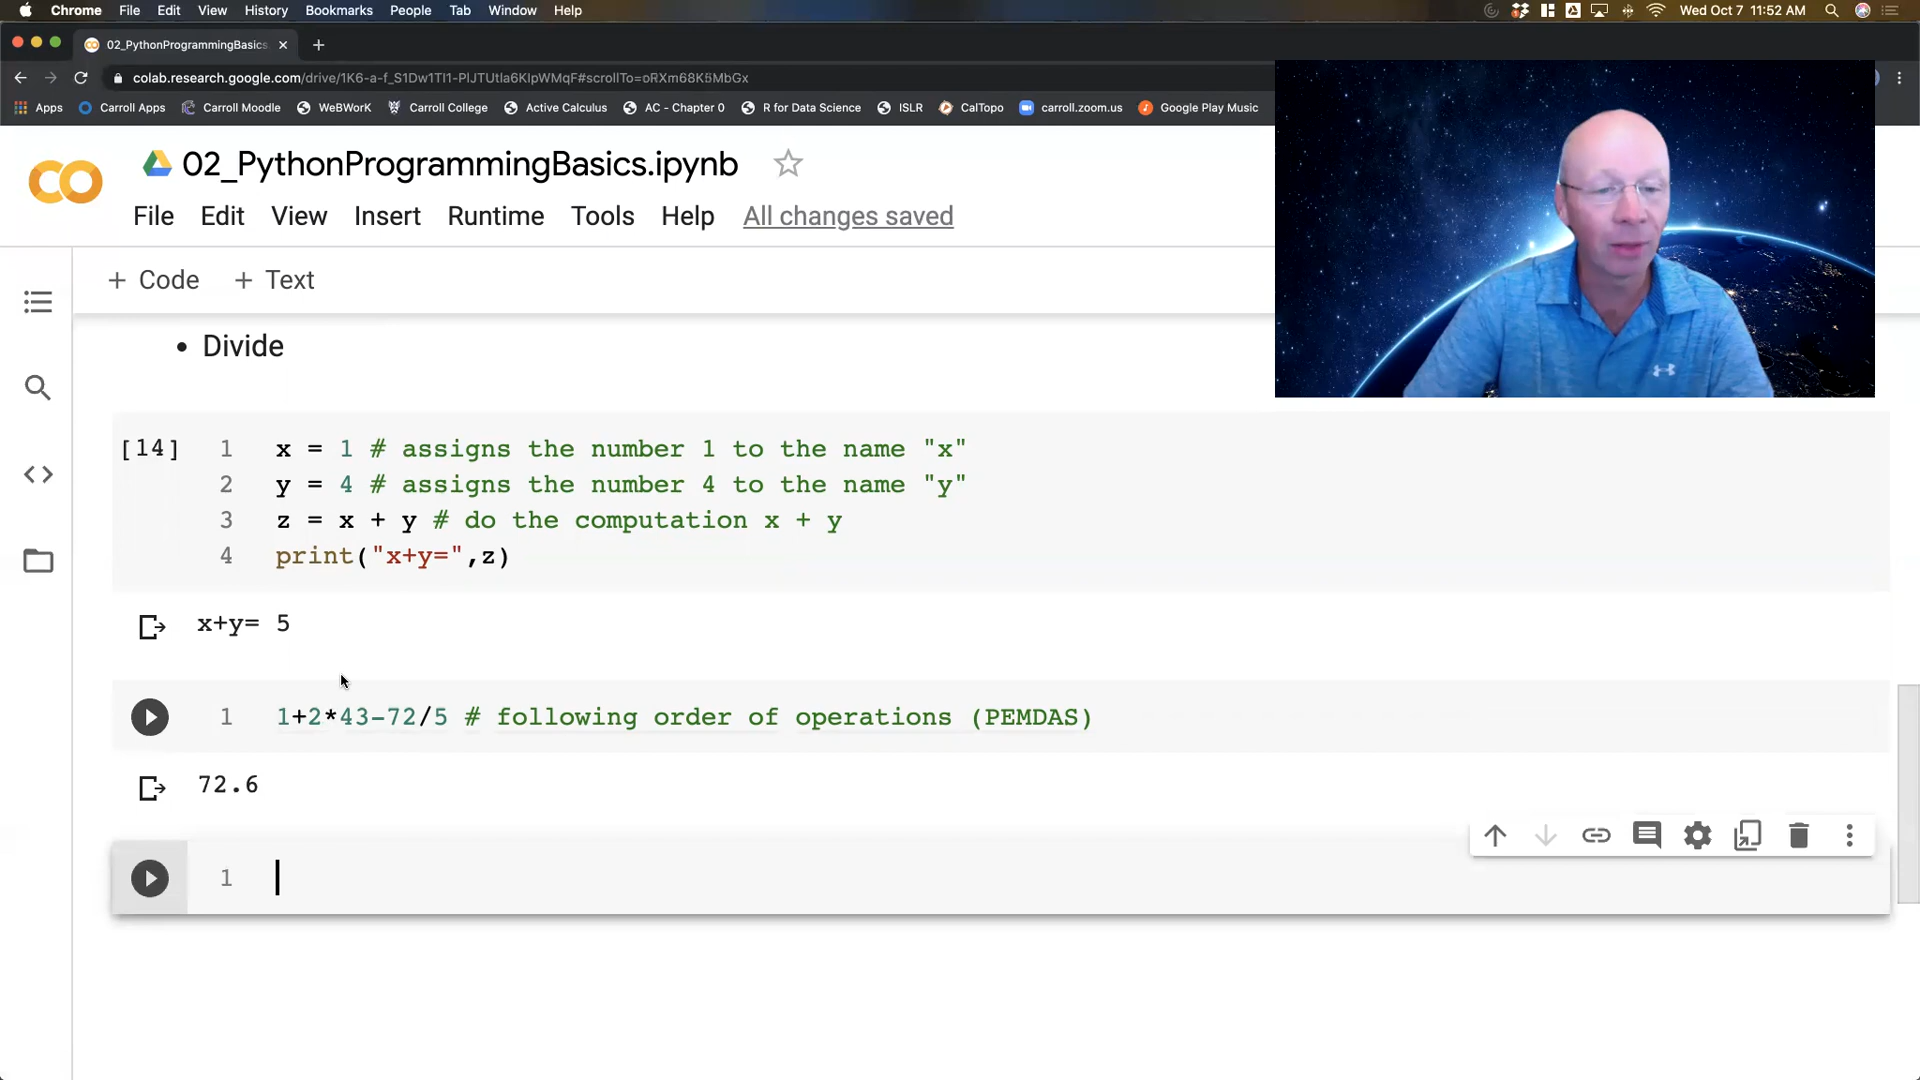 Chrome File Edit View History Bookmarks People Tab Window Help Wed Oct 7 11:52 AM
02_PythonProgrammingBasics.
colab.research.google.com/drive/1K6-a-f_S1Dw1TI1-PIJTUtIa6KIpWMqF#scrollTo=oRXm68K5MbGx
Apps Carroll Apps Carroll Moodle WeBWorK Carroll College Active Calculus AC - Chapter 0 R for Data Science ISLR CalTopo carroll.zoom.us Google Play Music
02_PythonProgrammingBasics.ipynb
File Edit View Insert Runtime Tools Help All changes saved
+ Code + Text
• Divide
[14] 1 x = 1 # assigns the number 1 to the name "x"
2 y = 4 # assigns the number 4 to the name "y"
3 z = x + y # do the computation x + y
4 print("x+y=",z)
x+y= 5
1 1+2*43-72/5 # following order of operations (PEMDAS)
72.6
1